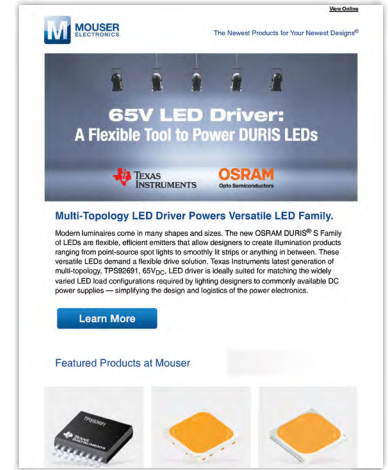 View Online
M
MOUSER
ELECTRONICS
The Newest Products for Your Newest Designs®
65V LED Driver:
A Flexible Tool to Power DURIS LEDs
TEXAS
INSTRUMENTS
OSRAM
Opto Semiconductors
Multi-Topology LED Driver Powers Versatile LED Family.
Modern luminaires come in many shapes and sizes. The new OSRAM DURIS® S Family
of LEDs are flexible, efficient emitters that allow designers to create illumination products
ranging from point-source spot lights to smoothly lit strips or anything in between. These
versatile LEDs demand a flexible drive solution. Texas Instruments latest generation of
multi-topology, TPS92691, 65VDC, LED driver is ideally suited for matching the widely
varied LED load configurations required by lighting designers to commonly available DC
power supplies — simplifying the design and logistics of the power electronics.
Learn More
Featured Products at Mouser
TPS92691
TEXAS
INSTRUMENTS